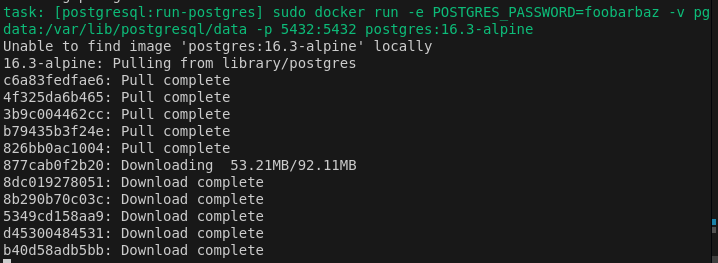 task: [postgresql:run-postgres] sudo docker run -e POSTGRES_PASSWORD=foobarbaz -v pg
data:/var/lib/postgresql/data -p 5432:5432 postgres:16.3-alpine
Unable to find image 'postgres:16.3-alpine' locally
16.3-alpine: Pulling from library/postgres
c6a83fedfae6: Pull complete
4f325da6b465: Pull complete
3b9c004462cc: Pull complete
b79435b3f24e: Pull complete
826bb0ac1004: Pull complete
877cab0f2b20: Downloading  53.21MB/92.11MB
8dc019278051: Download complete
8b290b70c03c: Download complete
5349cd158aa9: Download complete
d45300484531: Download complete
b40d58adb5bb: Download complete